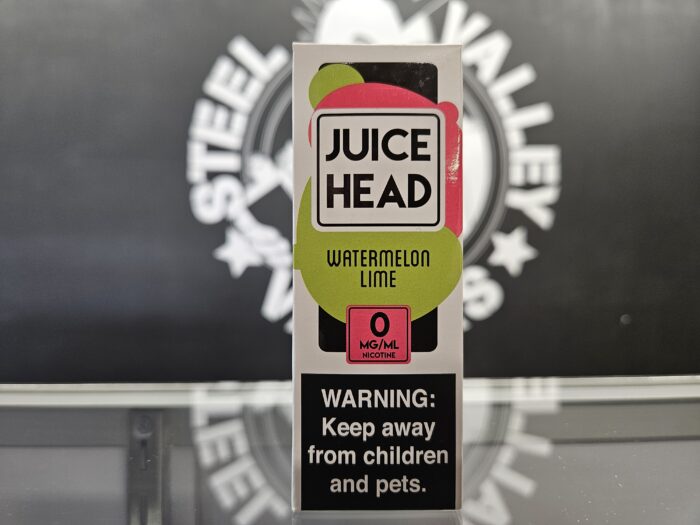 STEEL VALLEY
JUICE
HEAD
WATERMELON
LIME
0
MG/ML
NICOTINE
WARNING:
Keep away
from children
and pets.